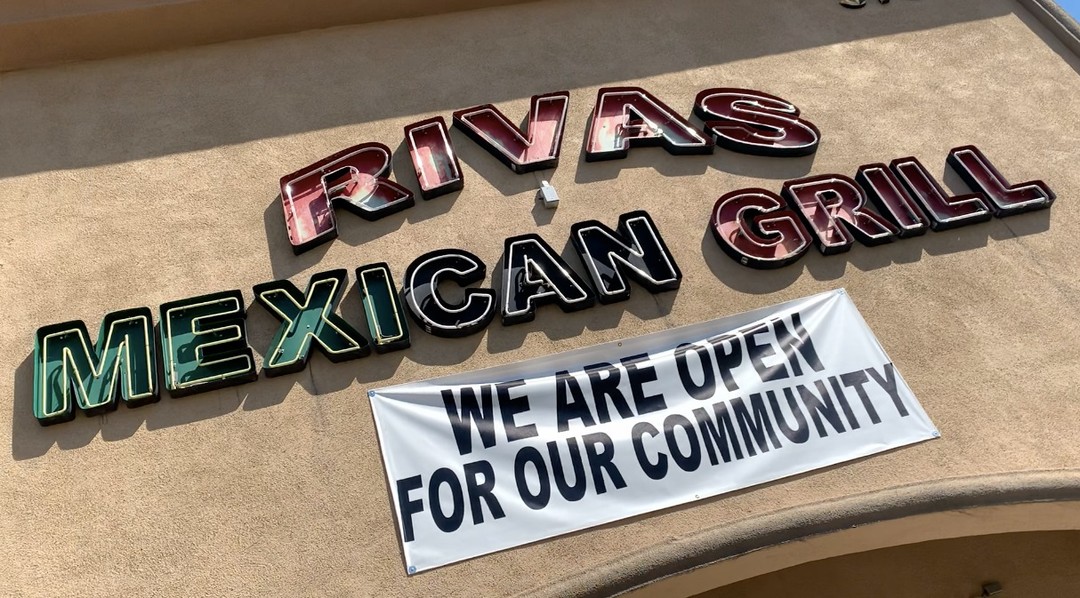 RIVAS
MEXICAN GRILL
WE ARE OPEN
FOR OUR COMMUNITY